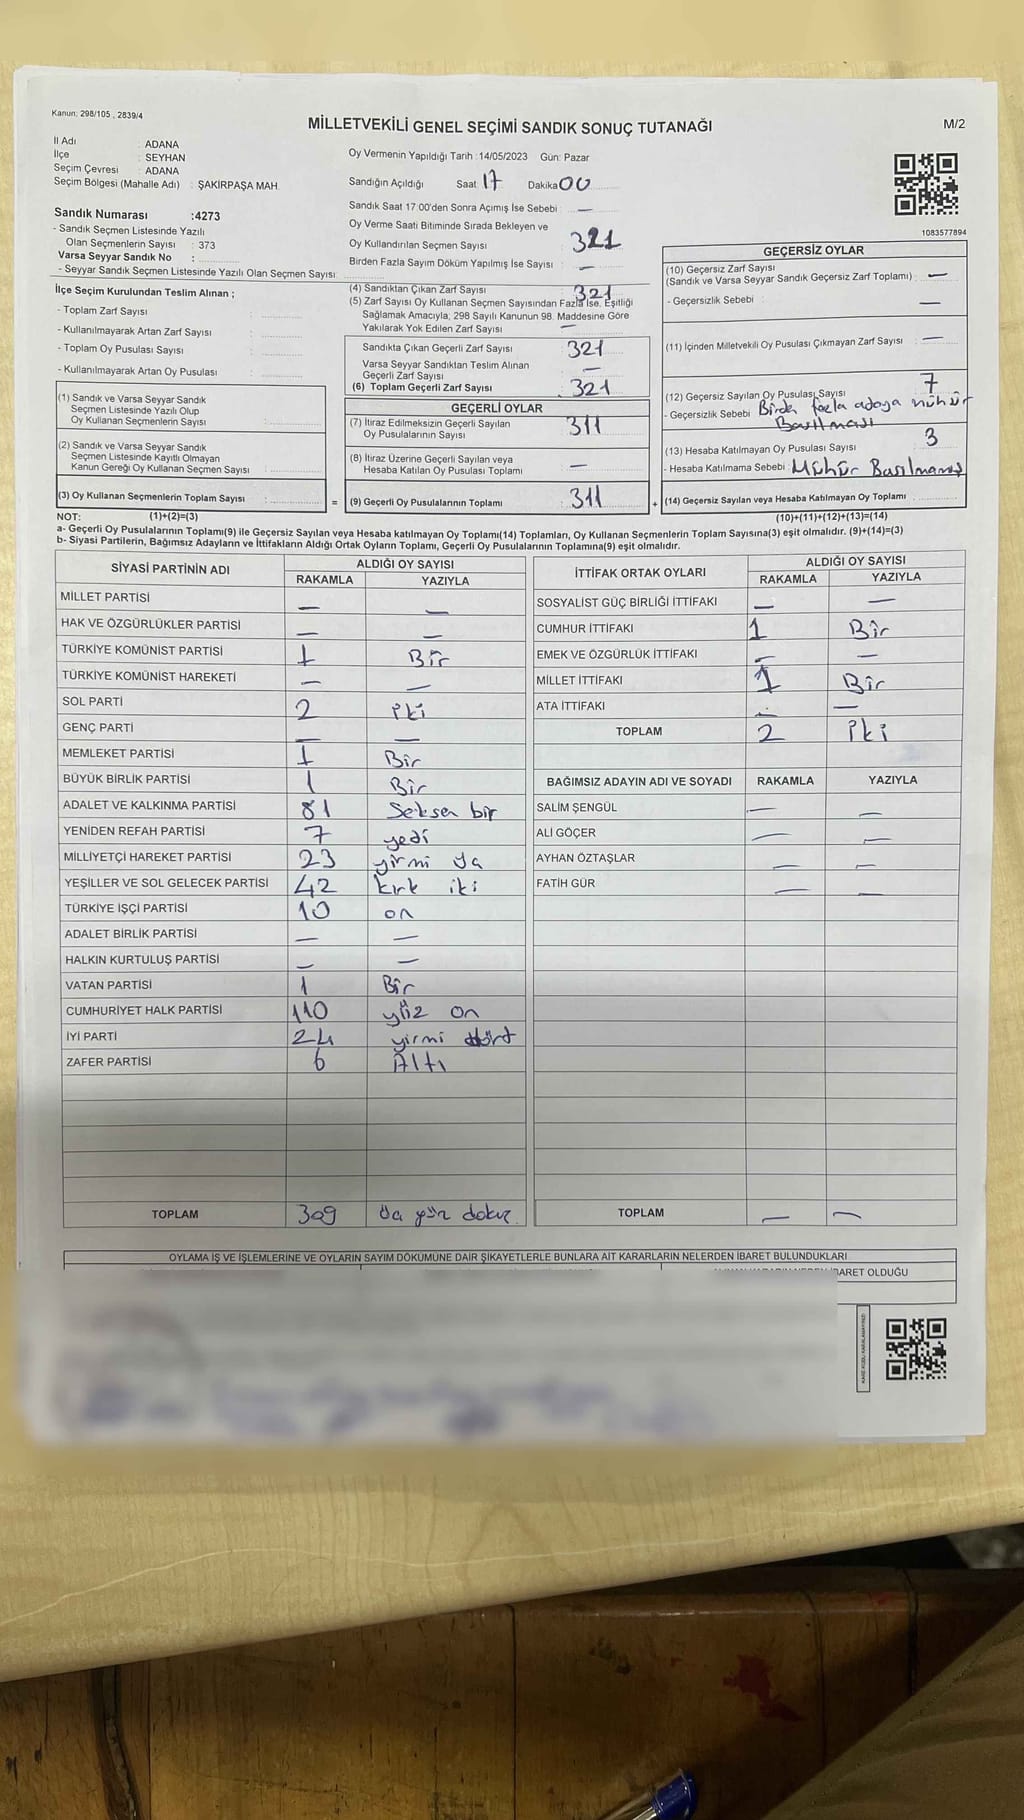 Kanun: 298/105 , 2839/4
MİLLETVEKİLİ GENEL SEÇİMİ SANDIK SONUÇ TUTANAĞI
M/2
İl Adı : ADANA
İlçe : SEYHAN
Seçim Çevresi : ADANA
Seçim Bölgesi (Mahalle Adı) : ŞAKİRPAŞA MAH.
Sandık Numarası :4273
- Sandık Seçmen Listesinde Yazılı
Olan Seçmenlerin Sayısı : 373
Varsa Seyyar Sandık No :
- Seyyar Sandık Seçmen Listesinde Yazılı Olan Seçmen Sayısı:
İlçe Seçim Kurulundan Teslim Alınan ;
- Toplam Zarf Sayısı :
- Kullanılmayarak Artan Zarf Sayısı :
- Toplam Oy Pusulası Sayısı :
- Kullanılmayarak Artan Oy Pusulası :
(1) Sandık ve Varsa Seyyar Sandık
Seçmen Listesinde Yazılı Olup
Oy Kullanan Seçmenlerin Sayısı :
(2) Sandık ve Varsa Seyyar Sandık
Seçmen Listesinde Kayıtlı Olmayan
Kanun Gereği Oy Kullanan Seçmen Sayısı :
(3) Oy Kullanan Seçmenlerin Toplam Sayısı :
Oy Vermenin Yapıldığı Tarih :14/05/2023 Gün: Pazar
Sandığın Açıldığı Saat: 17 Dakika: 00
Sandık Saat 17:00'den Sonra Açımış İse Sebebi : —
Oy Verme Saati Bitiminde Sırada Bekleyen ve
Oy Kullandırılan Seçmen Sayısı : 321
Birden Fazla Sayım Döküm Yapılmış İse Sayısı : —
(4) Sandıktan Çıkan Zarf Sayısı : 321
(5) Zarf Sayısı Oy Kullanan Seçmen Sayısından Fazla İse, Eşitliği
Sağlamak Amacıyla, 298 Sayılı Kanunun 98. Maddesine Göre
Yakılarak Yok Edilen Zarf Sayısı : —
Sandıkta Çıkan Geçerli Zarf Sayısı : 321
Varsa Seyyar Sandıktan Teslim Alınan
Geçerli Zarf Sayısı : —
(6) Toplam Geçerli Zarf Sayısı : 321
GEÇERLİ OYLAR
(7) İtiraz Edilmeksizin Geçerli Sayılan
Oy Pusulalarının Sayısı : 311
(8) İtiraz Üzerine Geçerli Sayılan veya
Hesaba Katılan Oy Pusulası Toplamı : —
= (9) Geçerli Oy Pusulalarının Toplamı : 311 +
1083577894
GEÇERSİZ OYLAR
(10) Geçersiz Zarf Sayısı
(Sandık ve Varsa Seyyar Sandık Geçersiz Zarf Toplamı) : —
- Geçersizlik Sebebi : —
(11) İçinden Milletvekili Oy Pusulası Çıkmayan Zarf Sayısı : —
(12) Geçersiz Sayılan Oy Pusulası Sayısı : 7
- Geçersizlik Sebebi : Birden fazla adaya mühür
Basılması
(13) Hesaba Katılmayan Oy Pusulası Sayısı : 3
- Hesaba Katılmama Sebebi : Mühür Basılmamış
(14) Geçersiz Sayılan veya Hesaba Katılmayan Oy Toplamı :
NOT: (1)+(2)=(3) (10)+(11)+(12)+(13)=(14)
a- Geçerli Oy Pusulalarının Toplamı(9) ile Geçersiz Sayılan veya Hesaba katılmayan Oy Toplamı(14) Toplamları, Oy Kullanan Seçmenlerin Toplam Sayısına(3) eşit olmalıdır. (9)+(14)=(3)
b- Siyasi Partilerin, Bağımsız Adayların ve İttifakların Aldığı Ortak Oyların Toplamı, Geçerli Oy Pusulalarının Toplamına(9) eşit olmalıdır.
SİYASİ PARTİNİN ADI ALDIĞI OY SAYISI
RAKAMLA YAZIYLA
MİLLET PARTİSİ — —
HAK VE ÖZGÜRLÜKLER PARTİSİ — —
TÜRKİYE KOMÜNİST PARTİSİ 1 Bir
TÜRKİYE KOMÜNİST HAREKETİ — —
SOL PARTİ 2 iki
GENÇ PARTİ — —
MEMLEKET PARTİSİ 1 Bir
BÜYÜK BİRLİK PARTİSİ 1 Bir
ADALET VE KALKINMA PARTİSİ 81 Seksen bir
YENİDEN REFAH PARTİSİ 7 yedi
MİLLİYETÇİ HAREKET PARTİSİ 23 yirmi üç
YEŞİLLER VE SOL GELECEK PARTİSİ 42 kırk iki
TÜRKİYE İŞÇİ PARTİSİ 10 on
ADALET BİRLİK PARTİSİ — —
HALKIN KURTULUŞ PARTİSİ — —
VATAN PARTİSİ 1 Bir
CUMHURİYET HALK PARTİSİ 110 yüz on
İYİ PARTİ 24 yirmi dört
ZAFER PARTİSİ 6 Altı
TOPLAM 309 üç yüz dokuz
İTTİFAK ORTAK OYLARI ALDIĞI OY SAYISI
RAKAMLA YAZIYLA
SOSYALİST GÜÇ BİRLİĞİ İTTİFAKI — —
CUMHUR İTTİFAKI 1 Bir
EMEK VE ÖZGÜRLÜK İTTİFAKI — —
MİLLET İTTİFAKI 1 Bir
ATA İTTİFAKI — —
TOPLAM 2 iki
BAĞIMSIZ ADAYIN ADI VE SOYADI RAKAMLA YAZIYLA
SALİM ŞENGÜL — —
ALİ GÖÇER — —
AYHAN ÖZTAŞLAR — —
FATİH GÜR — —
TOPLAM — —
OYLAMA İŞ VE İŞLEMLERİNE VE OYLARIN SAYIM DÖKÜMÜNE DAİR ŞİKAYETLERLE BUNLARA AİT KARARLARIN NELERDEN İBARET BULUNDUKLARI
İBARET OLDUĞU